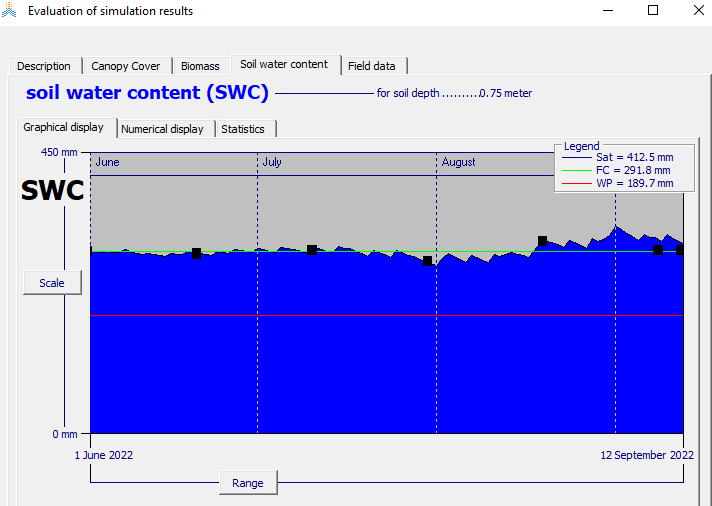 Evaluation of simulation results
Description Canopy Cover Biomass Soil water content Field data
soil water content (SWC) for soil depth ..........0.75 meter
Graphical display Numerical display Statistics
450 mm
June July August
Legend
Sat = 412.5 mm
FC = 291.8 mm
WP = 189.7 mm
SWC
Scale
0 mm
1 June 2022 12 September 2022
Range